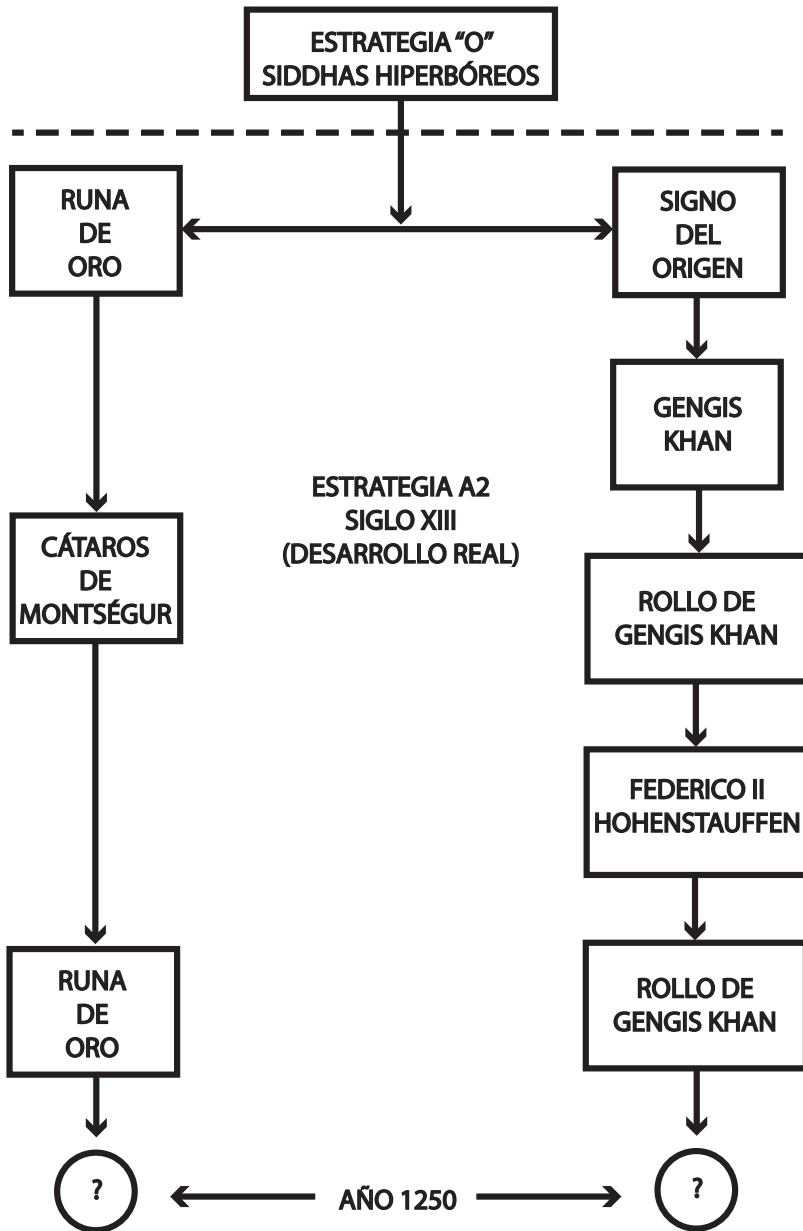 ESTRATEGIA “O”
SIDDHAS HIPERBÓREOS
RUNA
DE
ORO
SIGNO
DEL
ORIGEN
GENGIS
KHAN
ESTRATEGIA A2
SIGLO XIII
(DESARROLLO REAL)
CÁTAROS
DE
MONTSÉGUR
ROLLO DE
GENGIS KHAN
FEDERICO II
HOHENSTAUFFEN
RUNA
DE
ORO
ROLLO DE
GENGIS KHAN
?
AÑO 1250
?